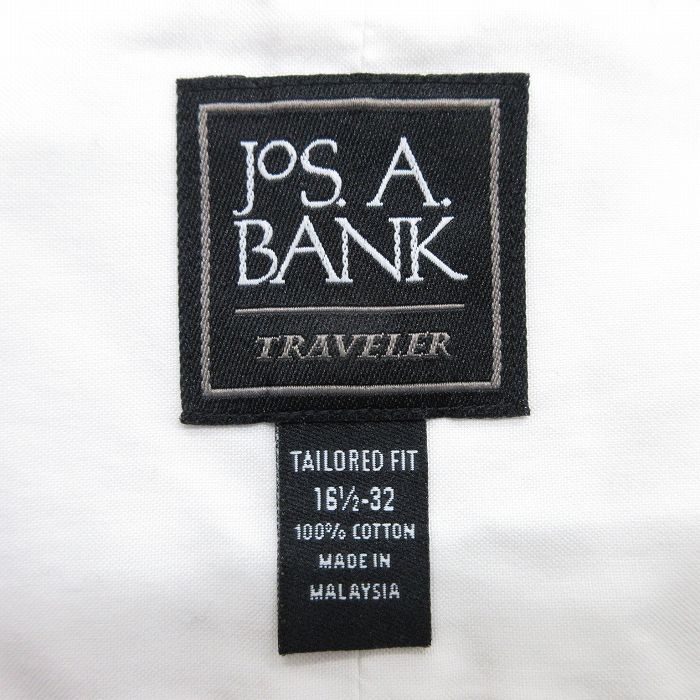 JoS. A.
BANK
TRAVELER
TAILORED FIT
16½-32
100% COTTON
MADE IN
MALAYSIA